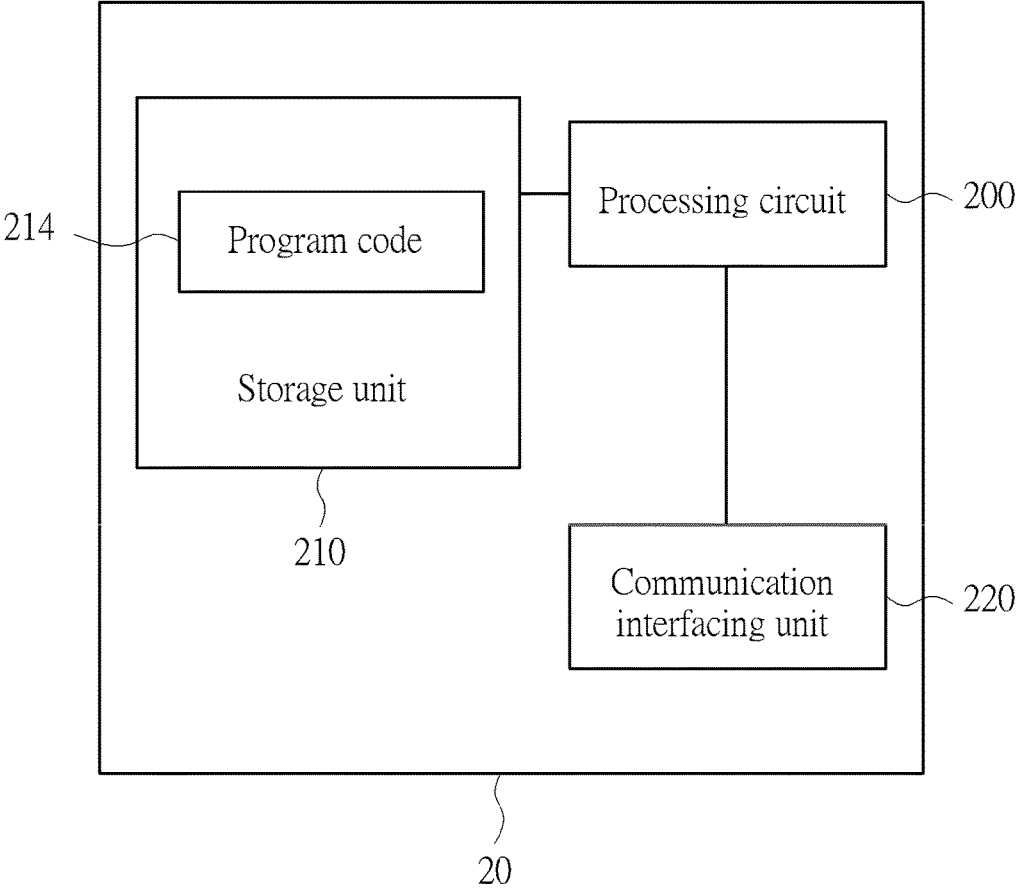 Processing circuit
200
214
Program code
Storage unit
210
Communication
interfacing unit
220
20